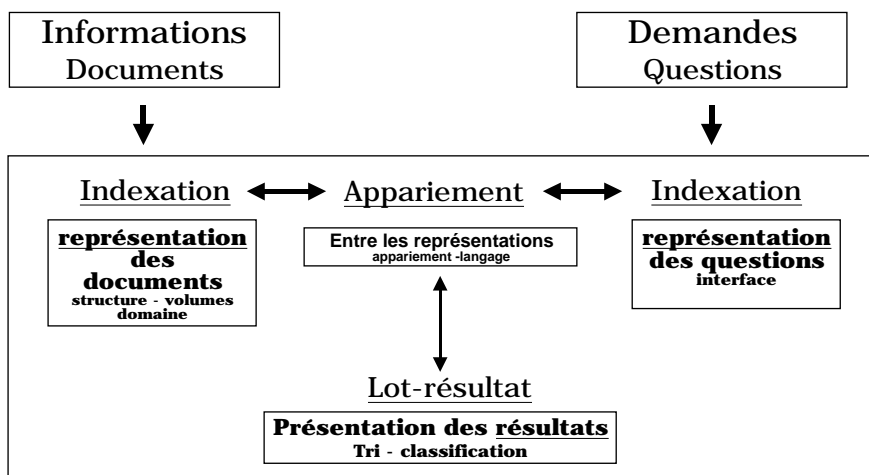 Informations
Documents
Demandes
Questions
Indexation
Appariement
Indexation
représentation
des
documents
structure - volumes
domaine
Entre les représentations
appariement -langage
représentation
des questions
interface
Lot-résultat
Présentation des résultats
Tri - classification